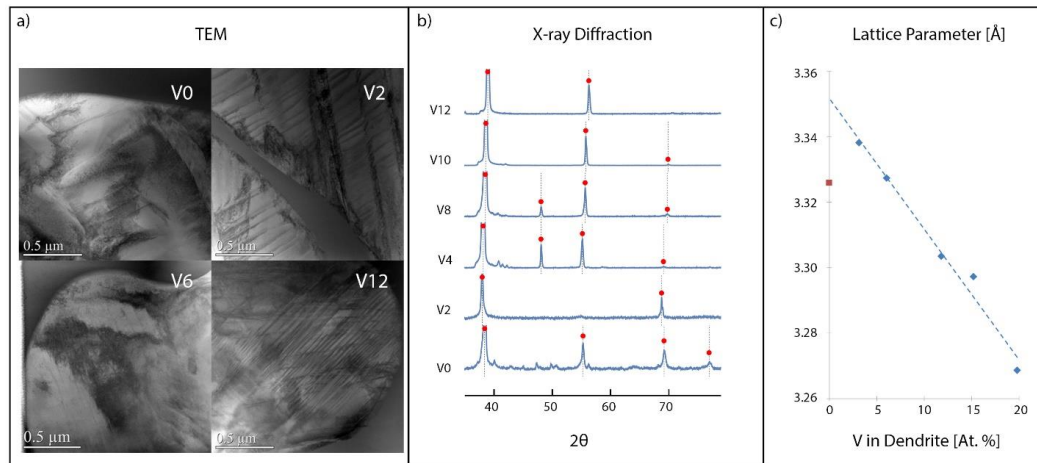 a)
TEM
V0
V2
0.5 μm
0.5 μm
V6
V12
0.5 μm
0.5 μm
b)
X-ray Diffraction
V12
V10
V8
V4
V2
V0
40 50 60 70
2θ
c)
Lattice Parameter [Å]
3.36
3.34
3.32
3.30
3.28
3.26
0 5 10 15 20
V in Dendrite [At. %]